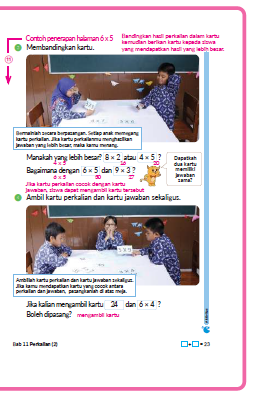 Contoh penerapan halaman 6 x 5
Bandingkan hasil perkalian dalam kartu
kemudian berikan kartu kepada siswa
yang mendapatkan hasil yang lebih besar.
11
Membandingkan kartu.
Bermainlah secara berpasangan. Setiap anak memegang
kartu perkalian. Jika kartu perkalianmu menghasilkan
jawaban yang lebih besar, maka kamu menang.
Manakah yang lebih besar? 8 × 2 atau 4 × 5 ?
4 x 5 16 20
Bagaimana dengan 6 × 5 dan 9 × 3 ?
6 x 5 30 27
Dapatkah
dua kartu
memiliki
jawaban
sama?
Jika kartu perkalian cocok dengan kartu
jawaban, siswa dapat mengambil kartu tersebut
Ambil kartu perkalian dan kartu jawaban sekaligus.
Ambillah kartu perkalian dan kartu jawaban sekaligus.
Jika kamu mendapatkan kartu yang cocok antara
perkalian dan jawaban, pasangkanlah di atas meja.
Jika kalian mengambil kartu 24 dan 6 × 4 ?
Boleh dipasang? mengambil kartu
Bab 11 Perkalian (2)
= 23